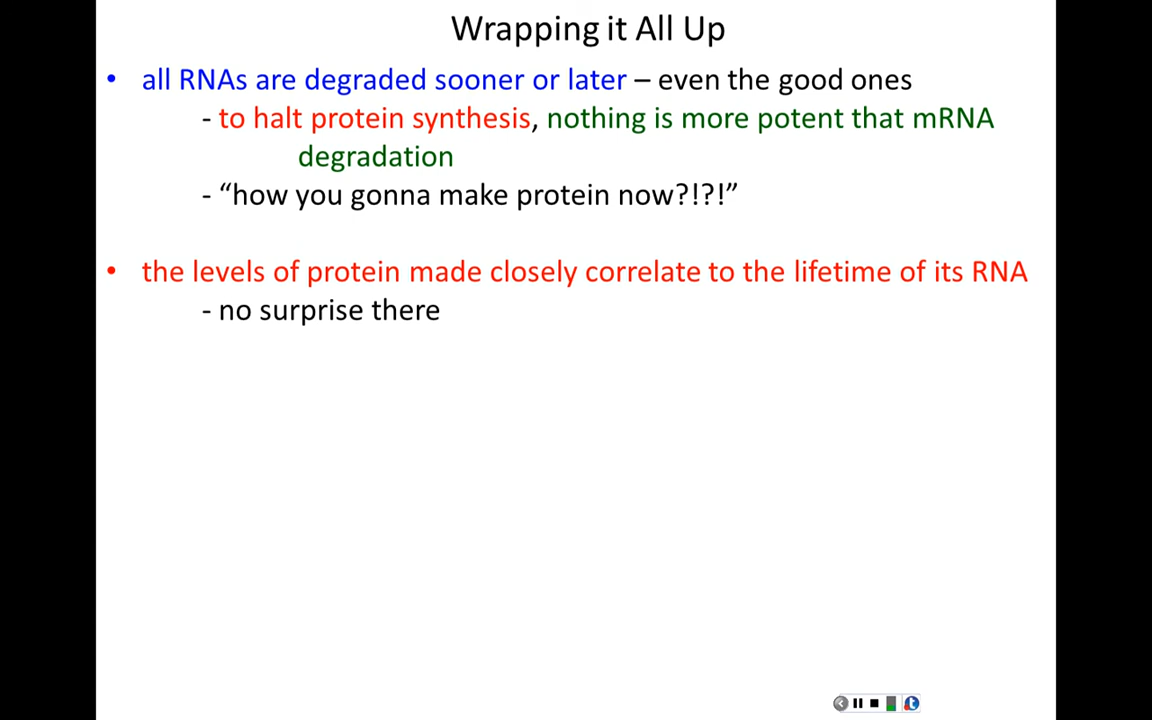 Wrapping it All Up
• all RNAs are degraded sooner or later – even the good ones
- to halt protein synthesis, nothing is more potent that mRNA
degradation
- “how you gonna make protein now?!?!”
• the levels of protein made closely correlate to the lifetime of its RNA
- no surprise there